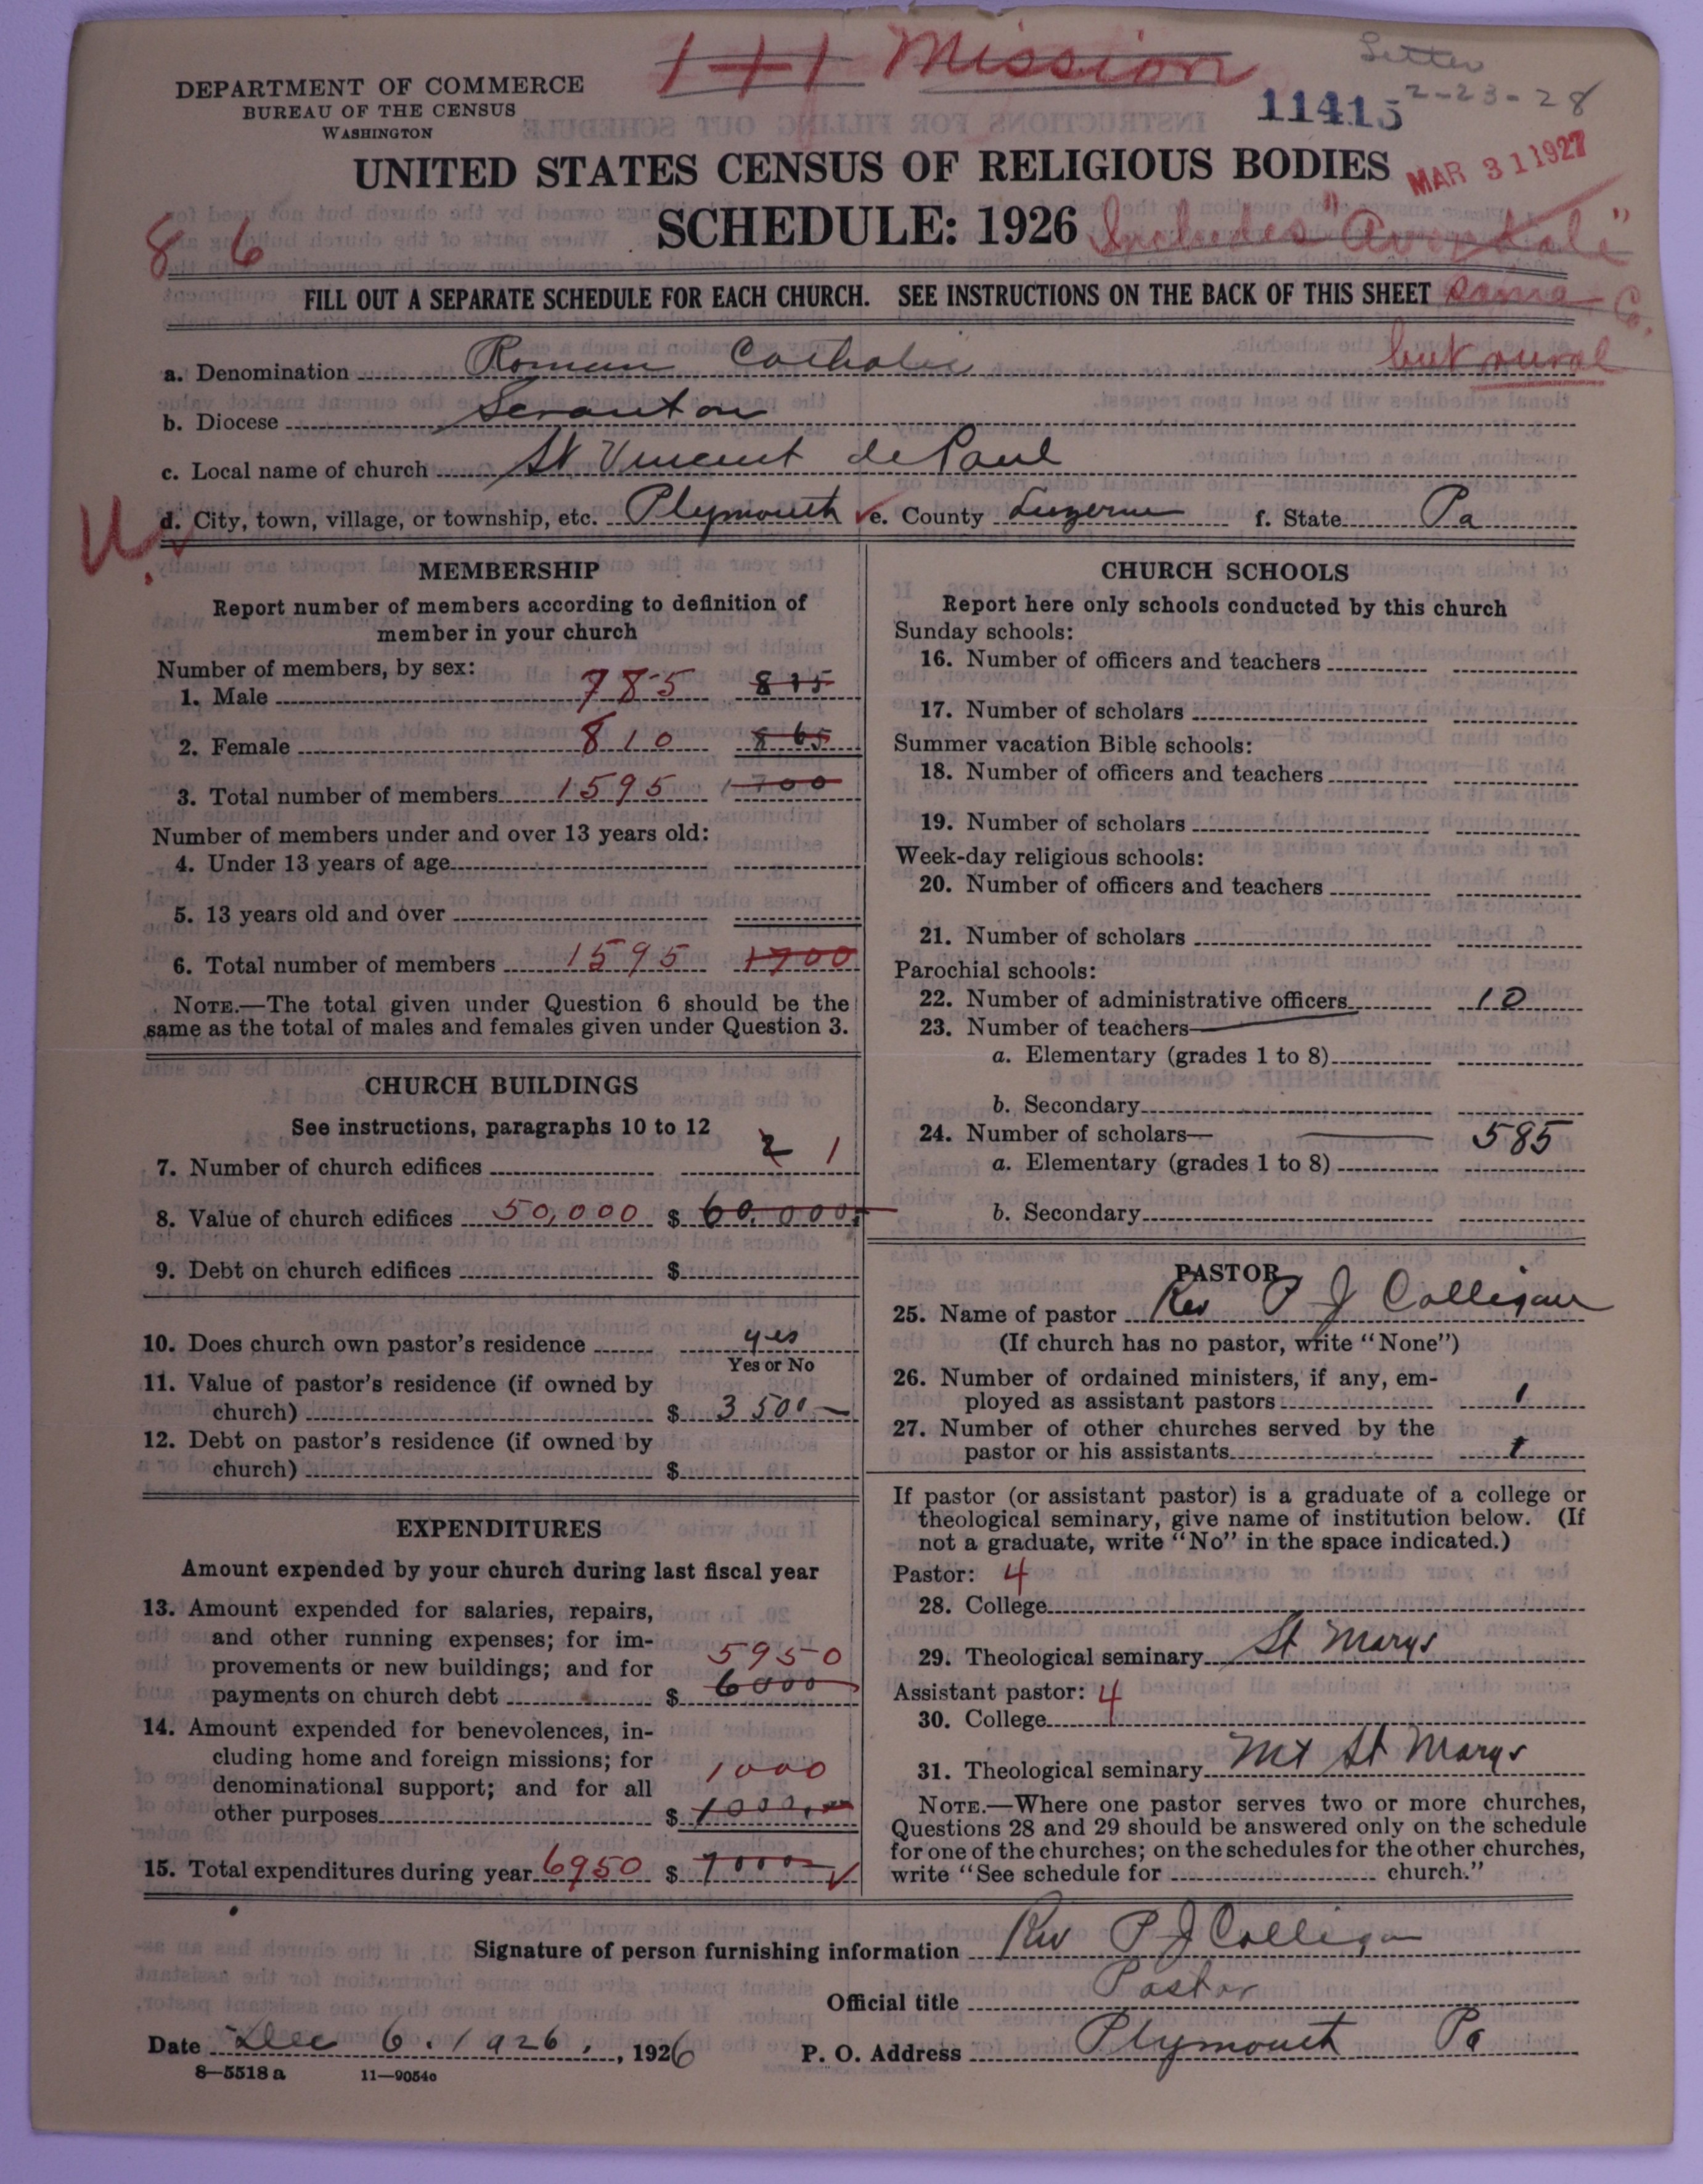 1+1 Mission
Letter
2-23-28
11415
DEPARTMENT OF COMMERCE
BUREAU OF THE CENSUS
WASHINGTON
UNITED STATES CENSUS OF RELIGIOUS BODIES
MAR 31 1927
SCHEDULE: 1926
Includes "Avondale"
8 6
FILL OUT A SEPARATE SCHEDULE FOR EACH CHURCH. SEE INSTRUCTIONS ON THE BACK OF THIS SHEET
same Co.
but rural
a. Denomination Roman Catholic
b. Diocese Scranton
c. Local name of church St Vincent de Paul
U.
d. City, town, village, or township, etc. Plymouth e. County Luzerne f. State Pa
MEMBERSHIP
Report number of members according to definition of
member in your church
Number of members, by sex:
1. Male 785 835
2. Female 810 865
3. Total number of members 1595 1700
Number of members under and over 13 years old:
4. Under 13 years of age
5. 13 years old and over
6. Total number of members 1595 1700
NOTE.—The total given under Question 6 should be the
same as the total of males and females given under Question 3.
CHURCH BUILDINGS
See instructions, paragraphs 10 to 12
7. Number of church edifices 2 1
8. Value of church edifices 50,000 $ 60,000
9. Debt on church edifices $
10. Does church own pastor's residence yes
Yes or No
11. Value of pastor's residence (if owned by
church) $ 3500—
12. Debt on pastor's residence (if owned by
church) $
EXPENDITURES
Amount expended by your church during last fiscal year
13. Amount expended for salaries, repairs,
and other running expenses; for im-
provements or new buildings; and for 5950
payments on church debt $ 6000
14. Amount expended for benevolences, in-
cluding home and foreign missions; for
denominational support; and for all 1000
other purposes $ 1000.00
15. Total expenditures during year 6950 $ 7000
CHURCH SCHOOLS
Report here only schools conducted by this church
Sunday schools:
16. Number of officers and teachers
17. Number of scholars
Summer vacation Bible schools:
18. Number of officers and teachers
19. Number of scholars
Week-day religious schools:
20. Number of officers and teachers
21. Number of scholars
Parochial schools:
22. Number of administrative officers 10
23. Number of teachers—
a. Elementary (grades 1 to 8)
b. Secondary
24. Number of scholars— 585
a. Elementary (grades 1 to 8)
b. Secondary
PASTOR
25. Name of pastor Rev P J Colligan
(If church has no pastor, write "None")
26. Number of ordained ministers, if any, em-
ployed as assistant pastors 1
27. Number of other churches served by the
pastor or his assistants 1
If pastor (or assistant pastor) is a graduate of a college or
theological seminary, give name of institution below. (If
not a graduate, write "No" in the space indicated.)
Pastor: 4
28. College
29. Theological seminary St Marys
Assistant pastor: 4
30. College
31. Theological seminary Mt St Marys
NOTE.—Where one pastor serves two or more churches,
Questions 28 and 29 should be answered only on the schedule
for one of the churches; on the schedules for the other churches,
write "See schedule for church."
Signature of person furnishing information Rev P J Colligan
Official title Pastor
Date Dec 6. 1926, , 1926 P. O. Address Plymouth Pa
8—5518 a 11—9054o